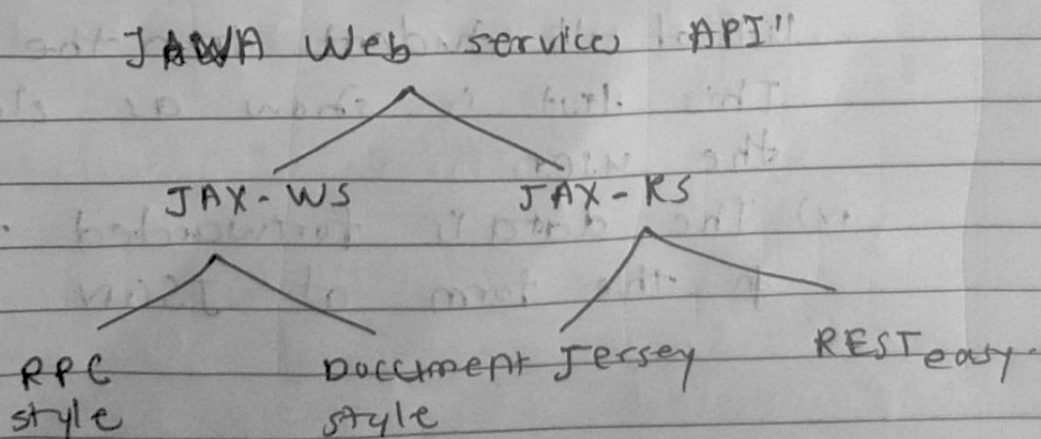 JAWA Web service API"
JAX-WS JAX-RS
RPC style
Document style
Jersey
RESTeasy.